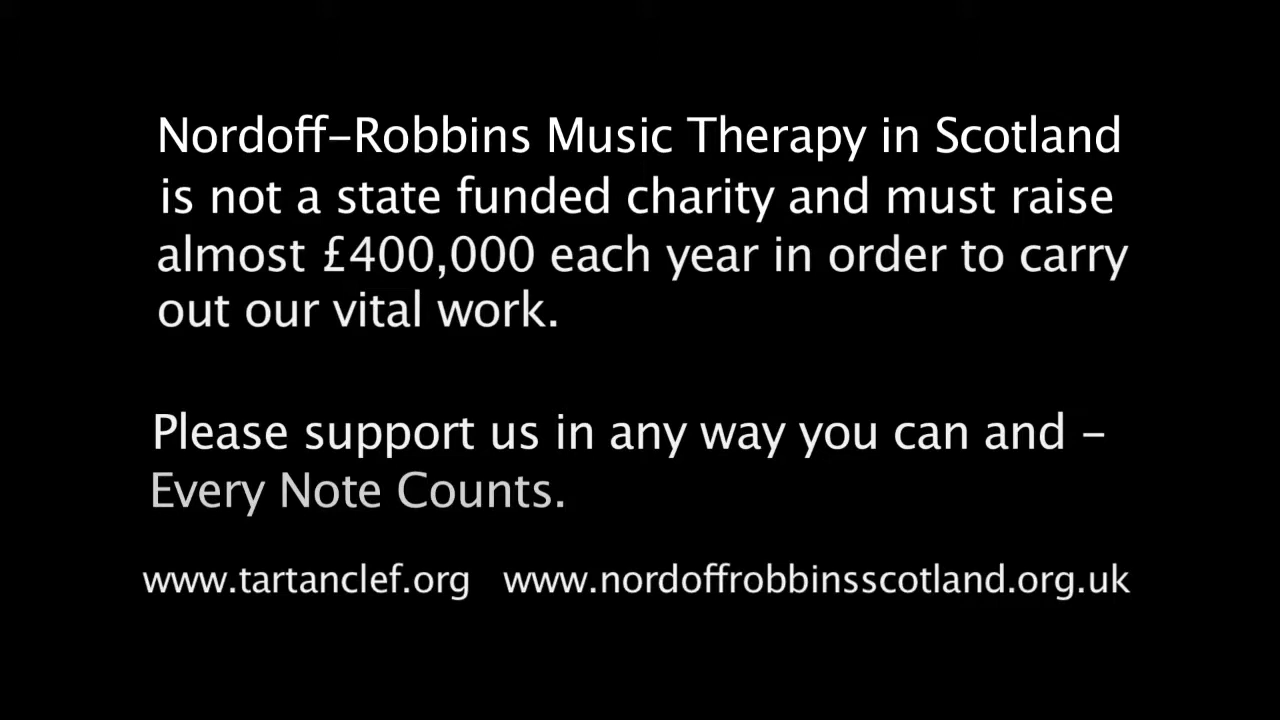 Nordoff-Robbins Music Therapy in Scotland
is not a state funded charity and must raise
almost £400,000 each year in order to carry
out our vital work.
Please support us in any way you can and -
Every Note Counts.
www.tartanclef.org www.nordoffrobbinsscotland.org.uk